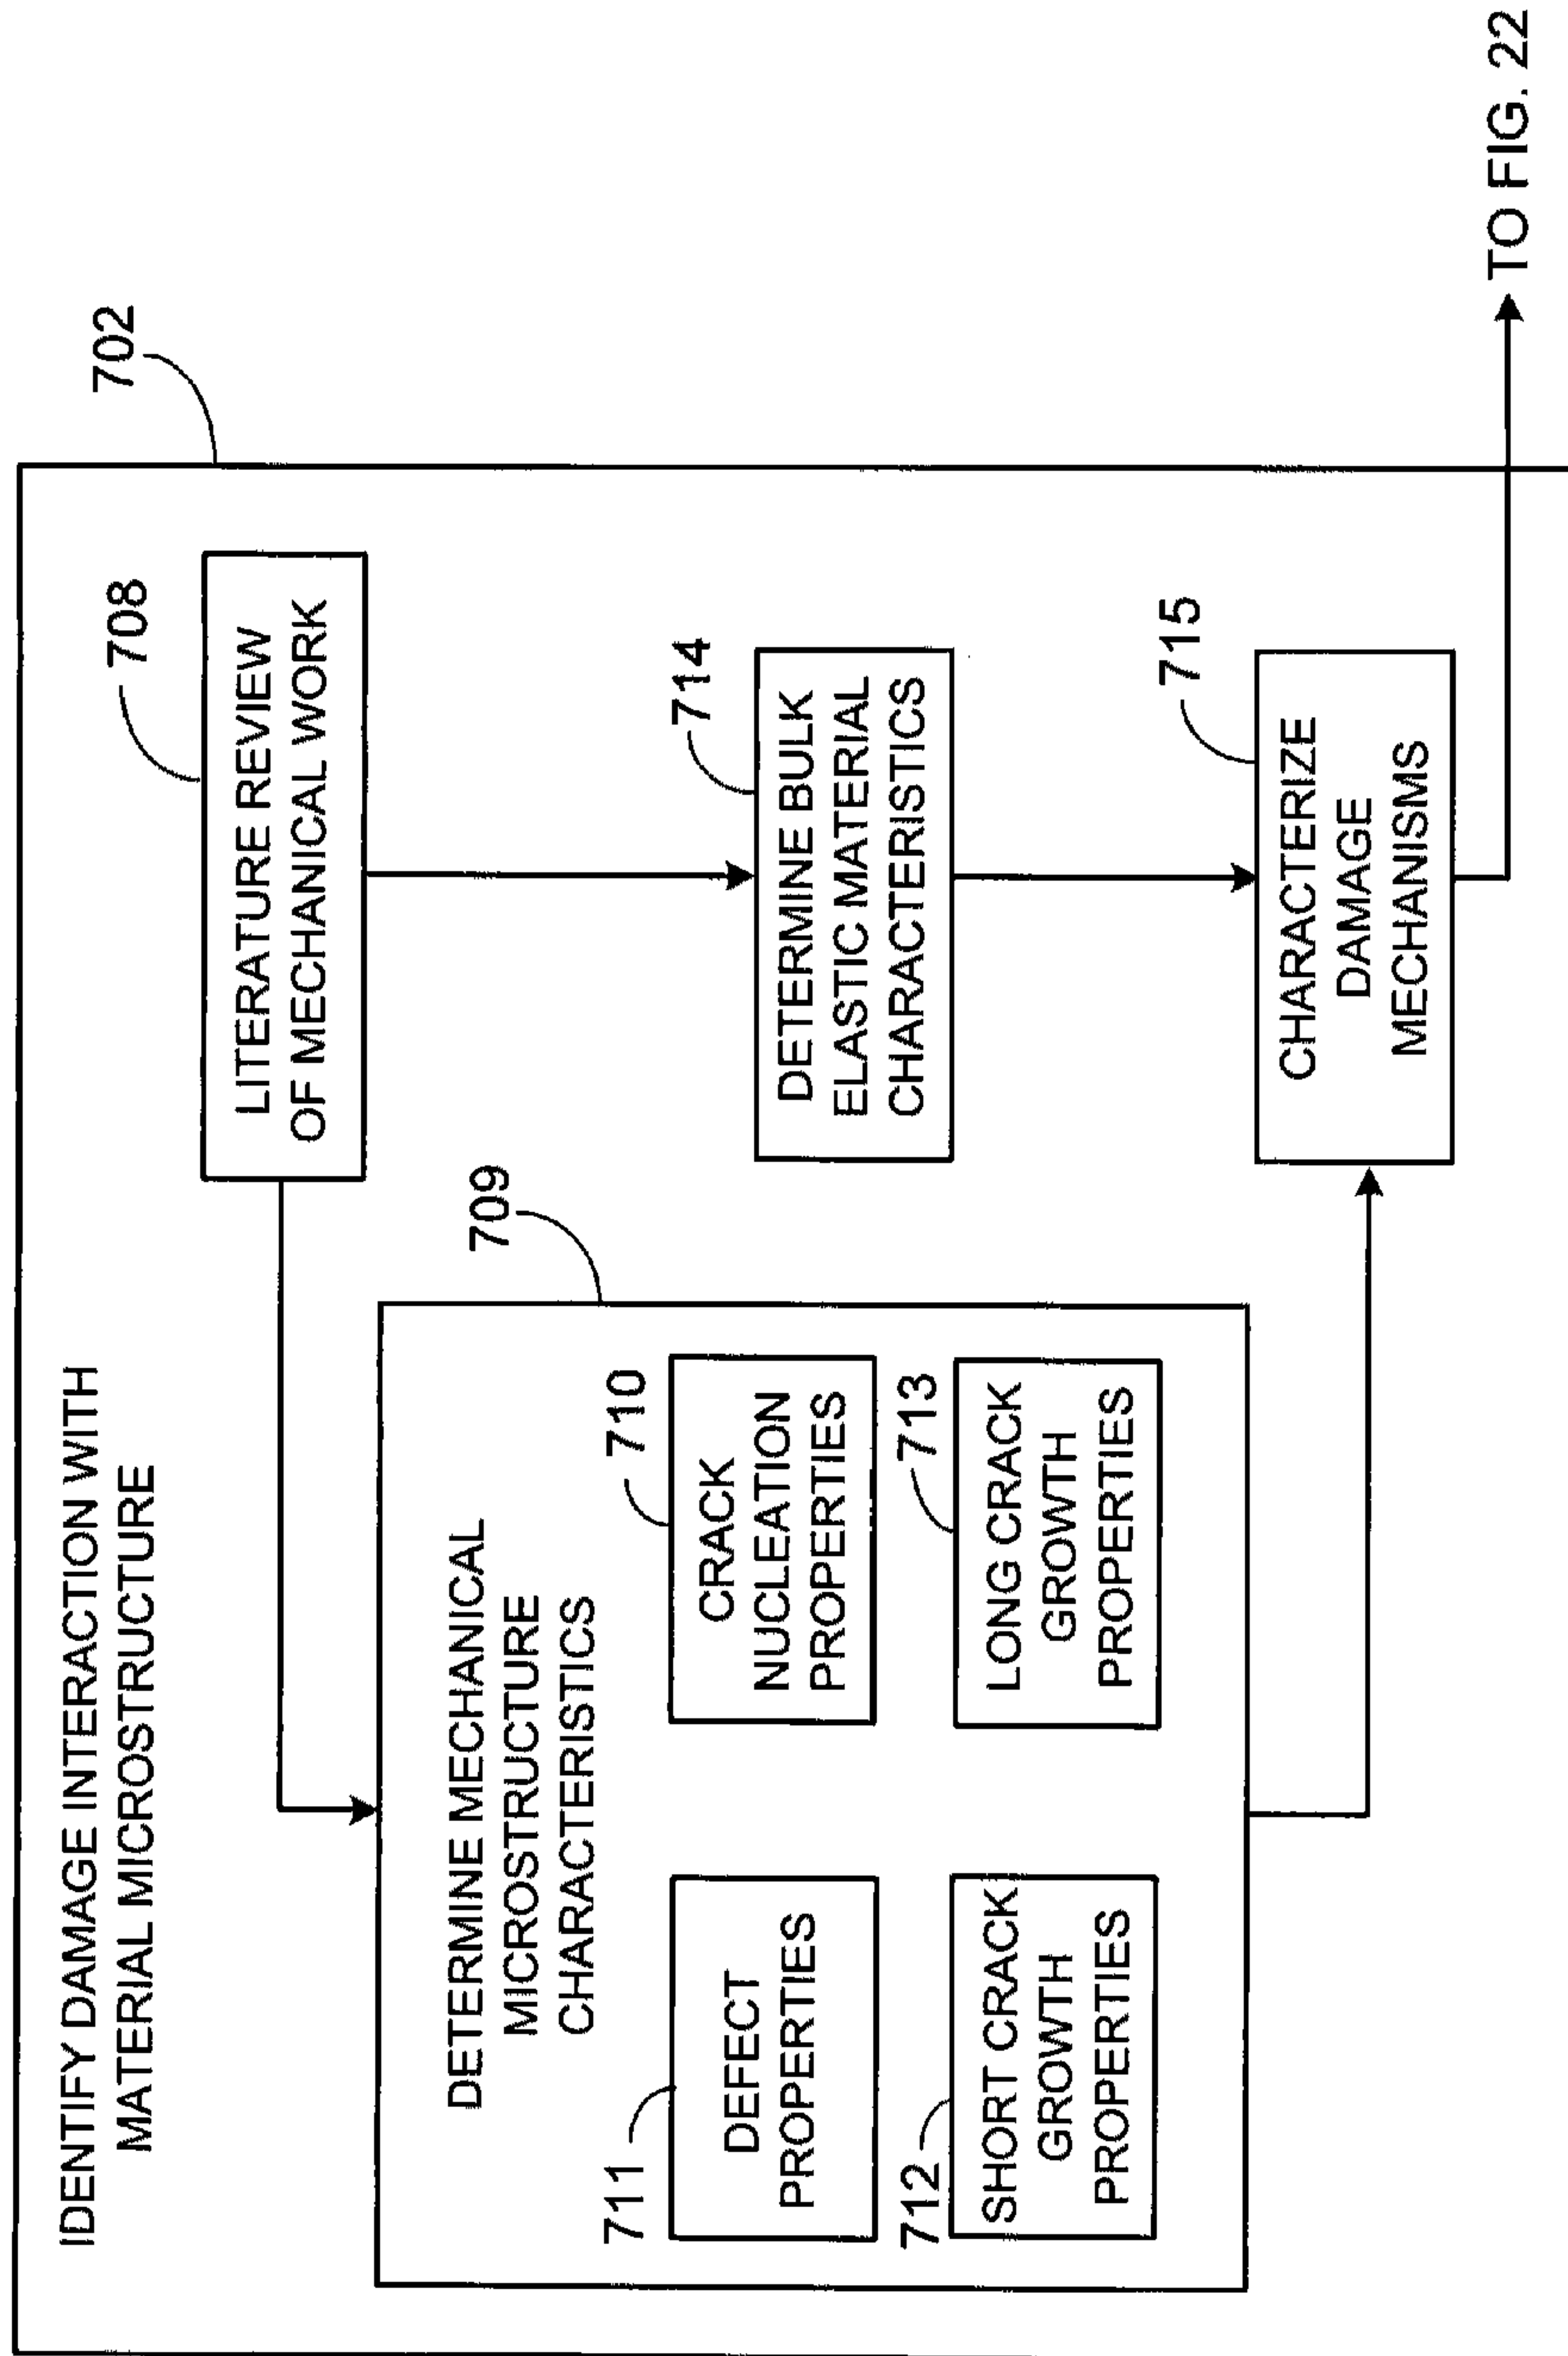 IDENTIFY DAMAGE INTERACTION WITH
MATERIAL MICROSTRUCTURE
702
708
LITERATURE REVIEW
OF MECHANICAL WORK
709
DETERMINE MECHANICAL
MICROSTRUCTURE
CHARACTERISTICS
711
DEFECT
PROPERTIES
710
CRACK
NUCLEATION
PROPERTIES
712
SHORT CRACK
GROWTH
PROPERTIES
713
LONG CRACK
GROWTH
PROPERTIES
714
DETERMINE BULK
ELASTIC MATERIAL
CHARACTERISTICS
715
CHARACTERIZE
DAMAGE
MECHANISMS
TO FIG. 22